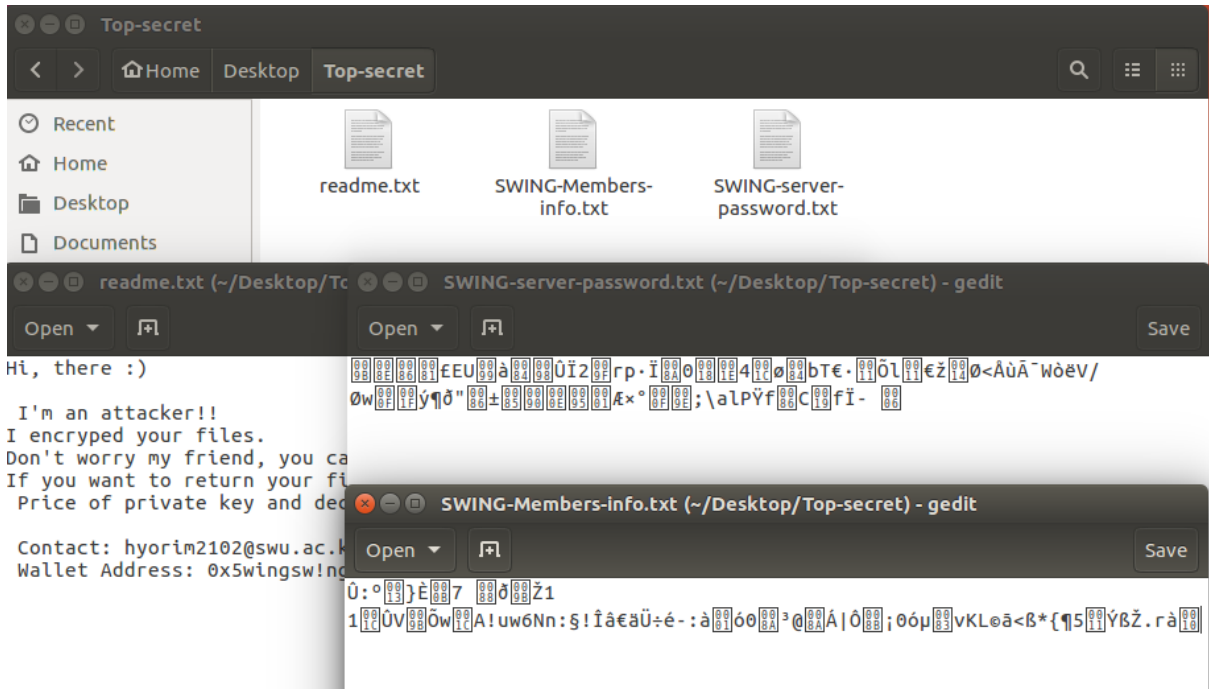 Top-secret
Home Desktop Top-secret
Recent
Home
Desktop
Documents
readme.txt
SWING-Members-
info.txt
SWING-server-
password.txt
readme.txt (~/Desktop/To
Open
Hi, there :)
I'm an attacker!!
I encryped your files.
Don't worry my friend, you ca
If you want to return your fi
Price of private key and dec
Contact: hyorim2102@swu.ac.k
Wallet Address: 0x5wingsw!ng
SWING-server-password.txt (~/Desktop/Top-secret) - gedit
Open Save
SWING-Members-info.txt (~/Desktop/Top-secret) - gedit
Open Save